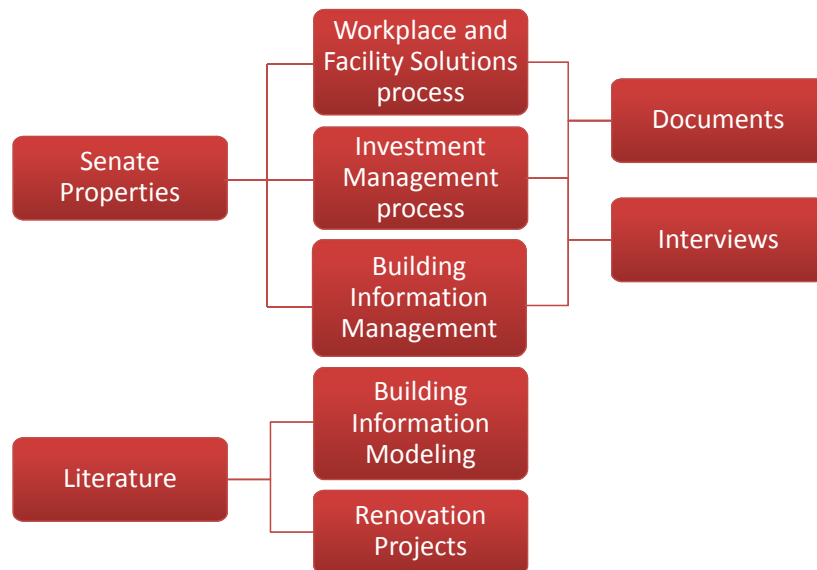 Workplace and
Facility Solutions
process
Documents
Senate
Properties
Investment
Management
process
Interviews
Building
Information
Management
Building
Information
Modeling
Literature
Renovation
Projects